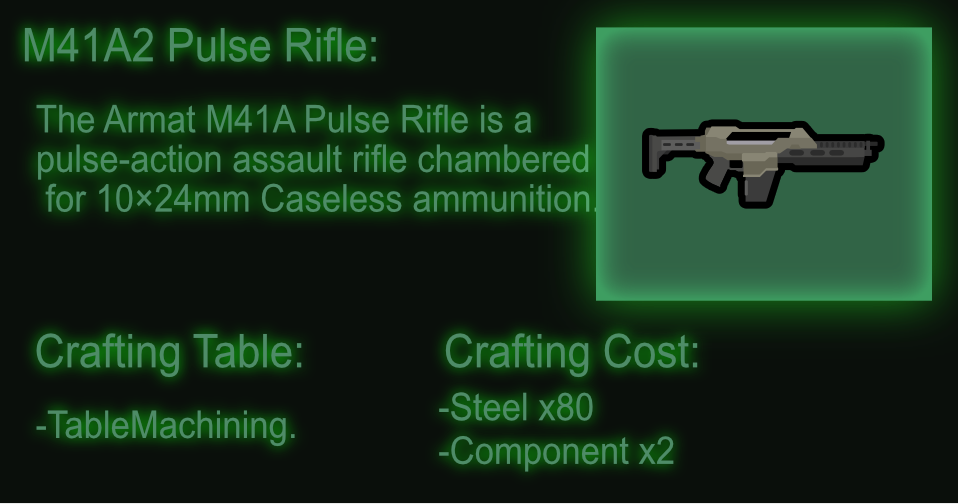 M41A2 Pulse Rifle:
The Armat M41A Pulse Rifle is a
pulse-action assault rifle chambered
for 10×24mm Caseless ammunition.
Crafting Table:
-TableMachining.
Crafting Cost:
-Steel x80
-Component x2